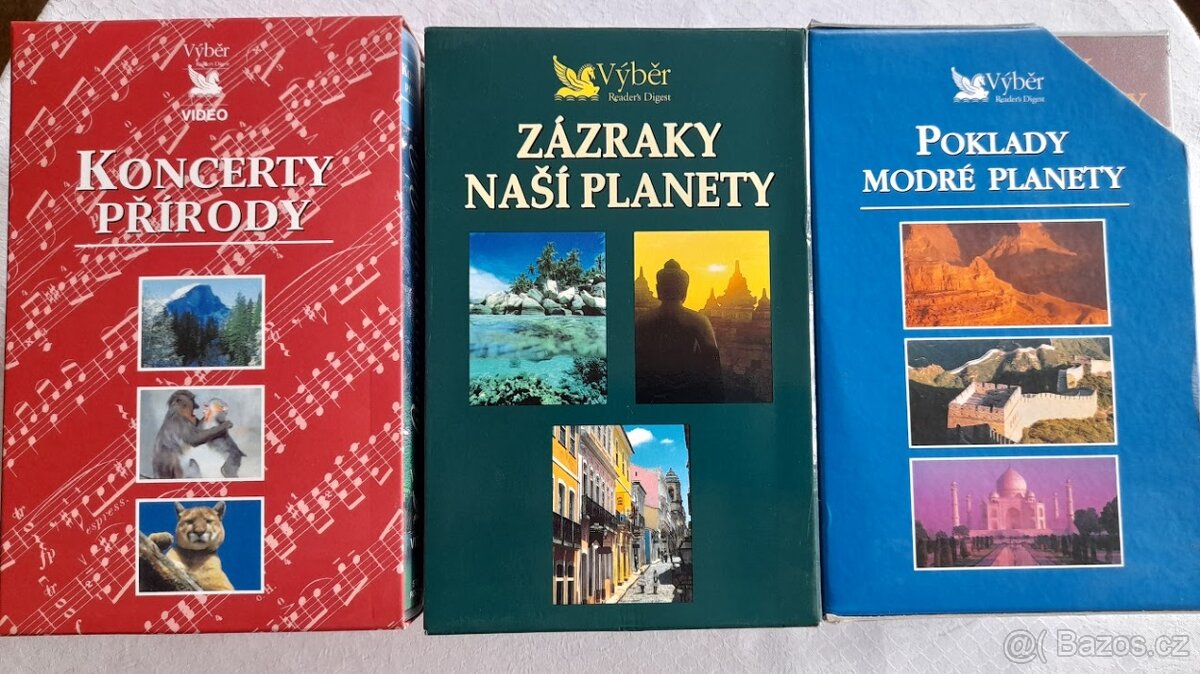 Výběr
Reader's Digest
VIDEO
KONCERTY
PŘÍRODY
Výběr
Reader's Digest
ZÁZRAKY
NAŠÍ PLANETY
Výběr
Reader's Digest
POKLADY
MODRÉ PLANETY
@( Bazos.cz